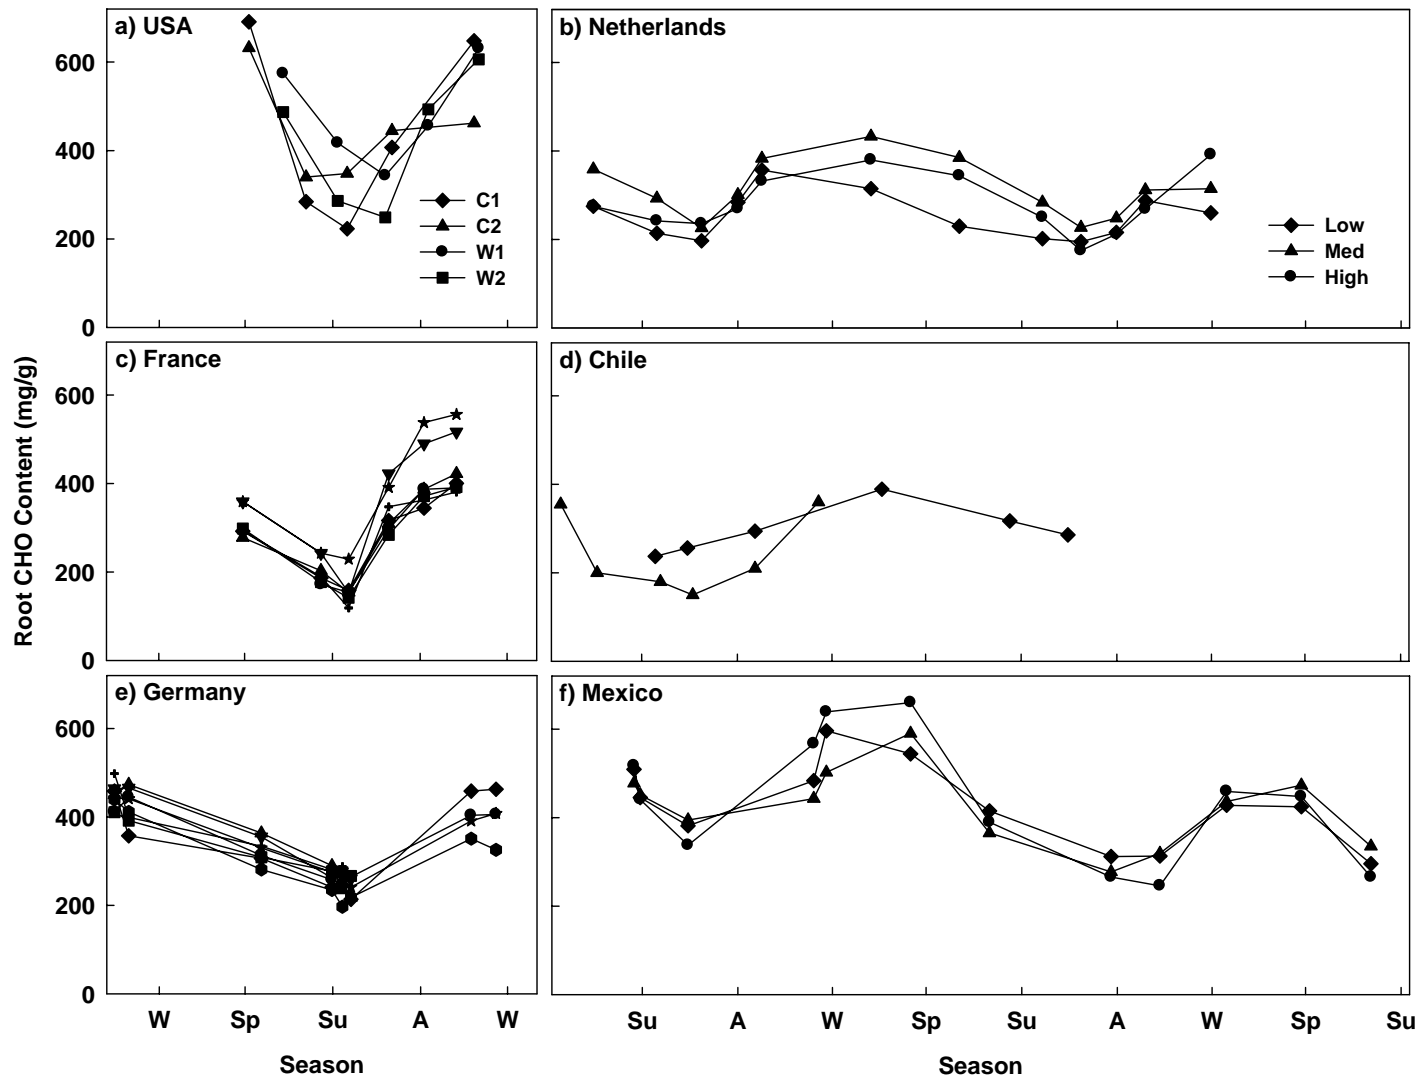 a) USA
600
400
200
0
C1
C2
W1
W2
b) Netherlands
Low
Med
High
Root CHO Content (mg/g)
c) France
600
400
200
0
d) Chile
e) Germany
600
400
200
0
W Sp Su A W
Season
f) Mexico
Su A W Sp Su A W Sp Su
Season